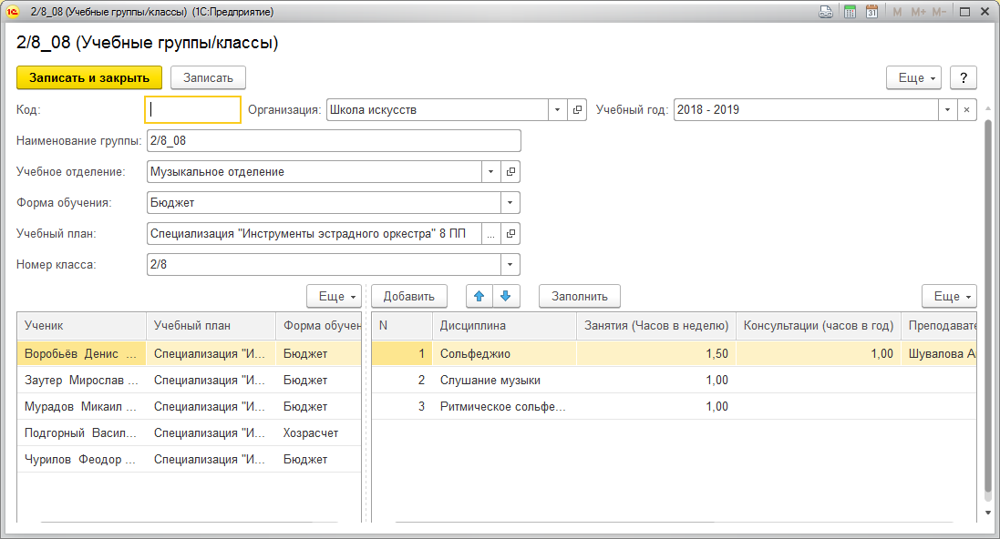 2/8_08 (Учебные группы/классы) (1С:Предприятие)
M M+ M-
2/8_08 (Учебные группы/классы)
Записать и закрыть Записать Еще ?
Код: Организация: Школа искусств Учебный год: 2018 - 2019
Наименование группы: 2/8_08
Учебное отделение: Музыкальное отделение
Форма обучения: Бюджет
Учебный план: Специализация "Инструменты эстрадного оркестра" 8 ПП ...
Номер класса: 2/8
Еще Добавить Заполнить Еще
Ученик Учебный план Форма обучен N Дисциплина Занятия (Часов в неделю) Консультации (часов в год) Преподавате
Воробьёв Денис ... Специализация "И... Бюджет 1 Сольфеджио 1,50 1,00 Шувалова А
Заутер Мирослав ... Специализация "И... Бюджет 2 Слушание музыки 1,00
Мурадов Микаил ... Специализация "И... Бюджет 3 Ритмическое сольфе... 1,00
Подгорный Васил... Специализация "И... Хозрасчет
Чурилов Феодор ... Специализация "И... Бюджет